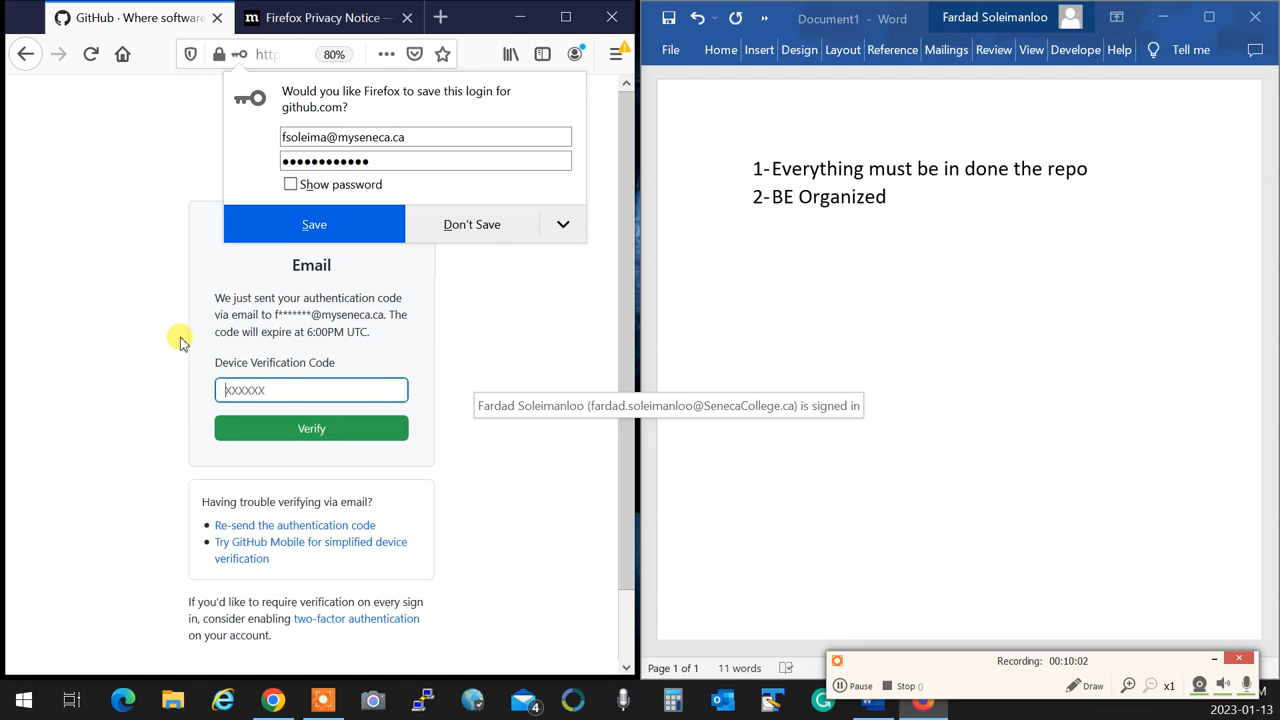 GitHub · Where software
Firefox Privacy Notice —
http
80%
Would you like Firefox to save this login for
github.com?
fsoleima@myseneca.ca
••••••••••••
Show password
Save
Don't Save
Email
We just sent your authentication code
via email to f*******@myseneca.ca. The
code will expire at 6:00PM UTC.
Device Verification Code
XXXXXX
Verify
Having trouble verifying via email?
Re-send the authentication code
Try GitHub Mobile for simplified device
verification
If you'd like to require verification on every sign
in, consider enabling two-factor authentication
on your account.
Document1 - Word
Fardad Soleimanloo
File Home Insert Design Layout Reference Mailings Review View Develope Help Tell me
1-Everything must be in done the repo
2-BE Organized
Fardad Soleimanloo (fardad.soleimanloo@SenecaCollege.ca) is signed in
Page 1 of 1 11 words
Recording: 00:10:02
Pause Stop () Draw x1
4
M
2023-01-13